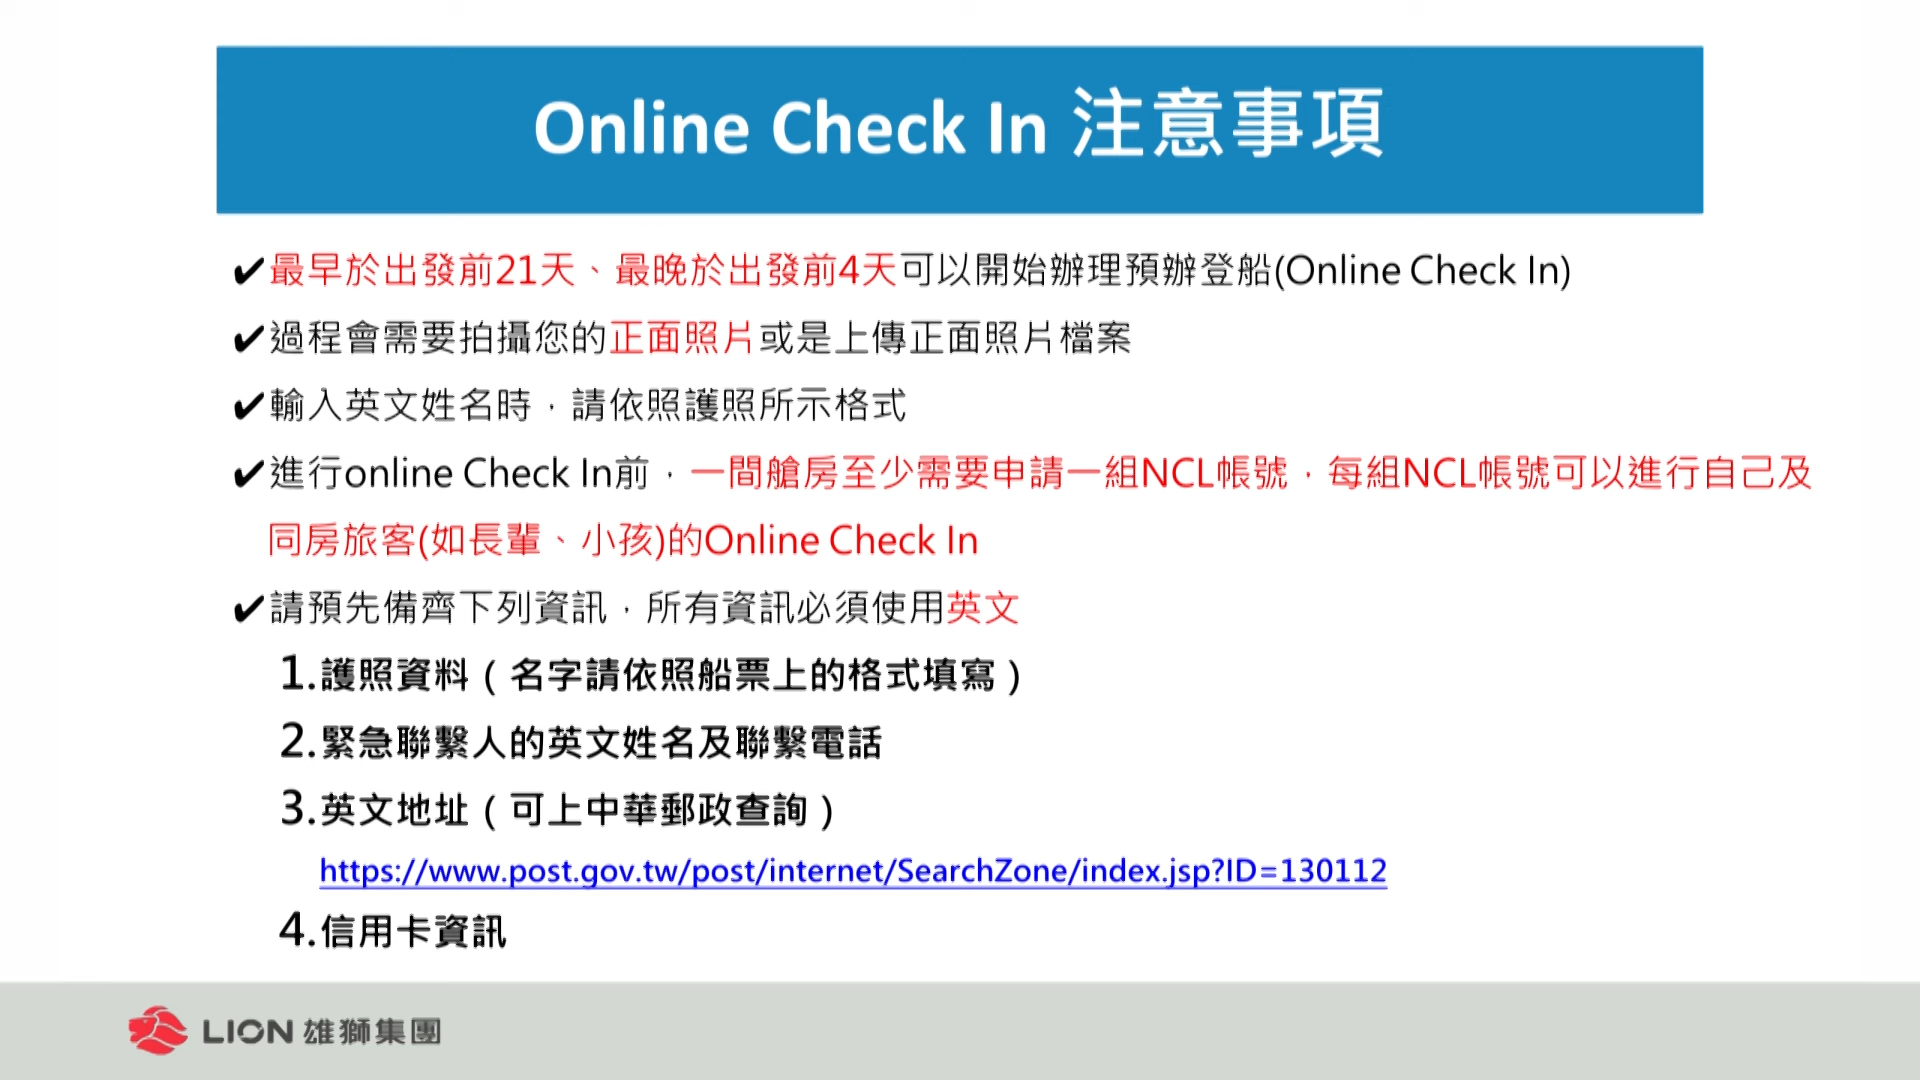 Online Check In 注意事項
✔最早於出發前21天、最晚於出發前4天可以開始辦理預辦登船(Online Check In)
✔過程會需要拍攝您的正面照片或是上傳正面照片檔案
✔輸入英文姓名時，請依照護照所示格式
✔進行online Check In前，一間艙房至少需要申請一組NCL帳號，每組NCL帳號可以進行自己及
同房旅客(如長輩、小孩)的Online Check In
✔請預先備齊下列資訊，所有資訊必須使用英文
1.護照資料（名字請依照船票上的格式填寫）
2.緊急聯繫人的英文姓名及聯繫電話
3.英文地址（可上中華郵政查詢）
https://www.post.gov.tw/post/internet/SearchZone/index.jsp?ID=130112
4.信用卡資訊
LION 雄獅集團